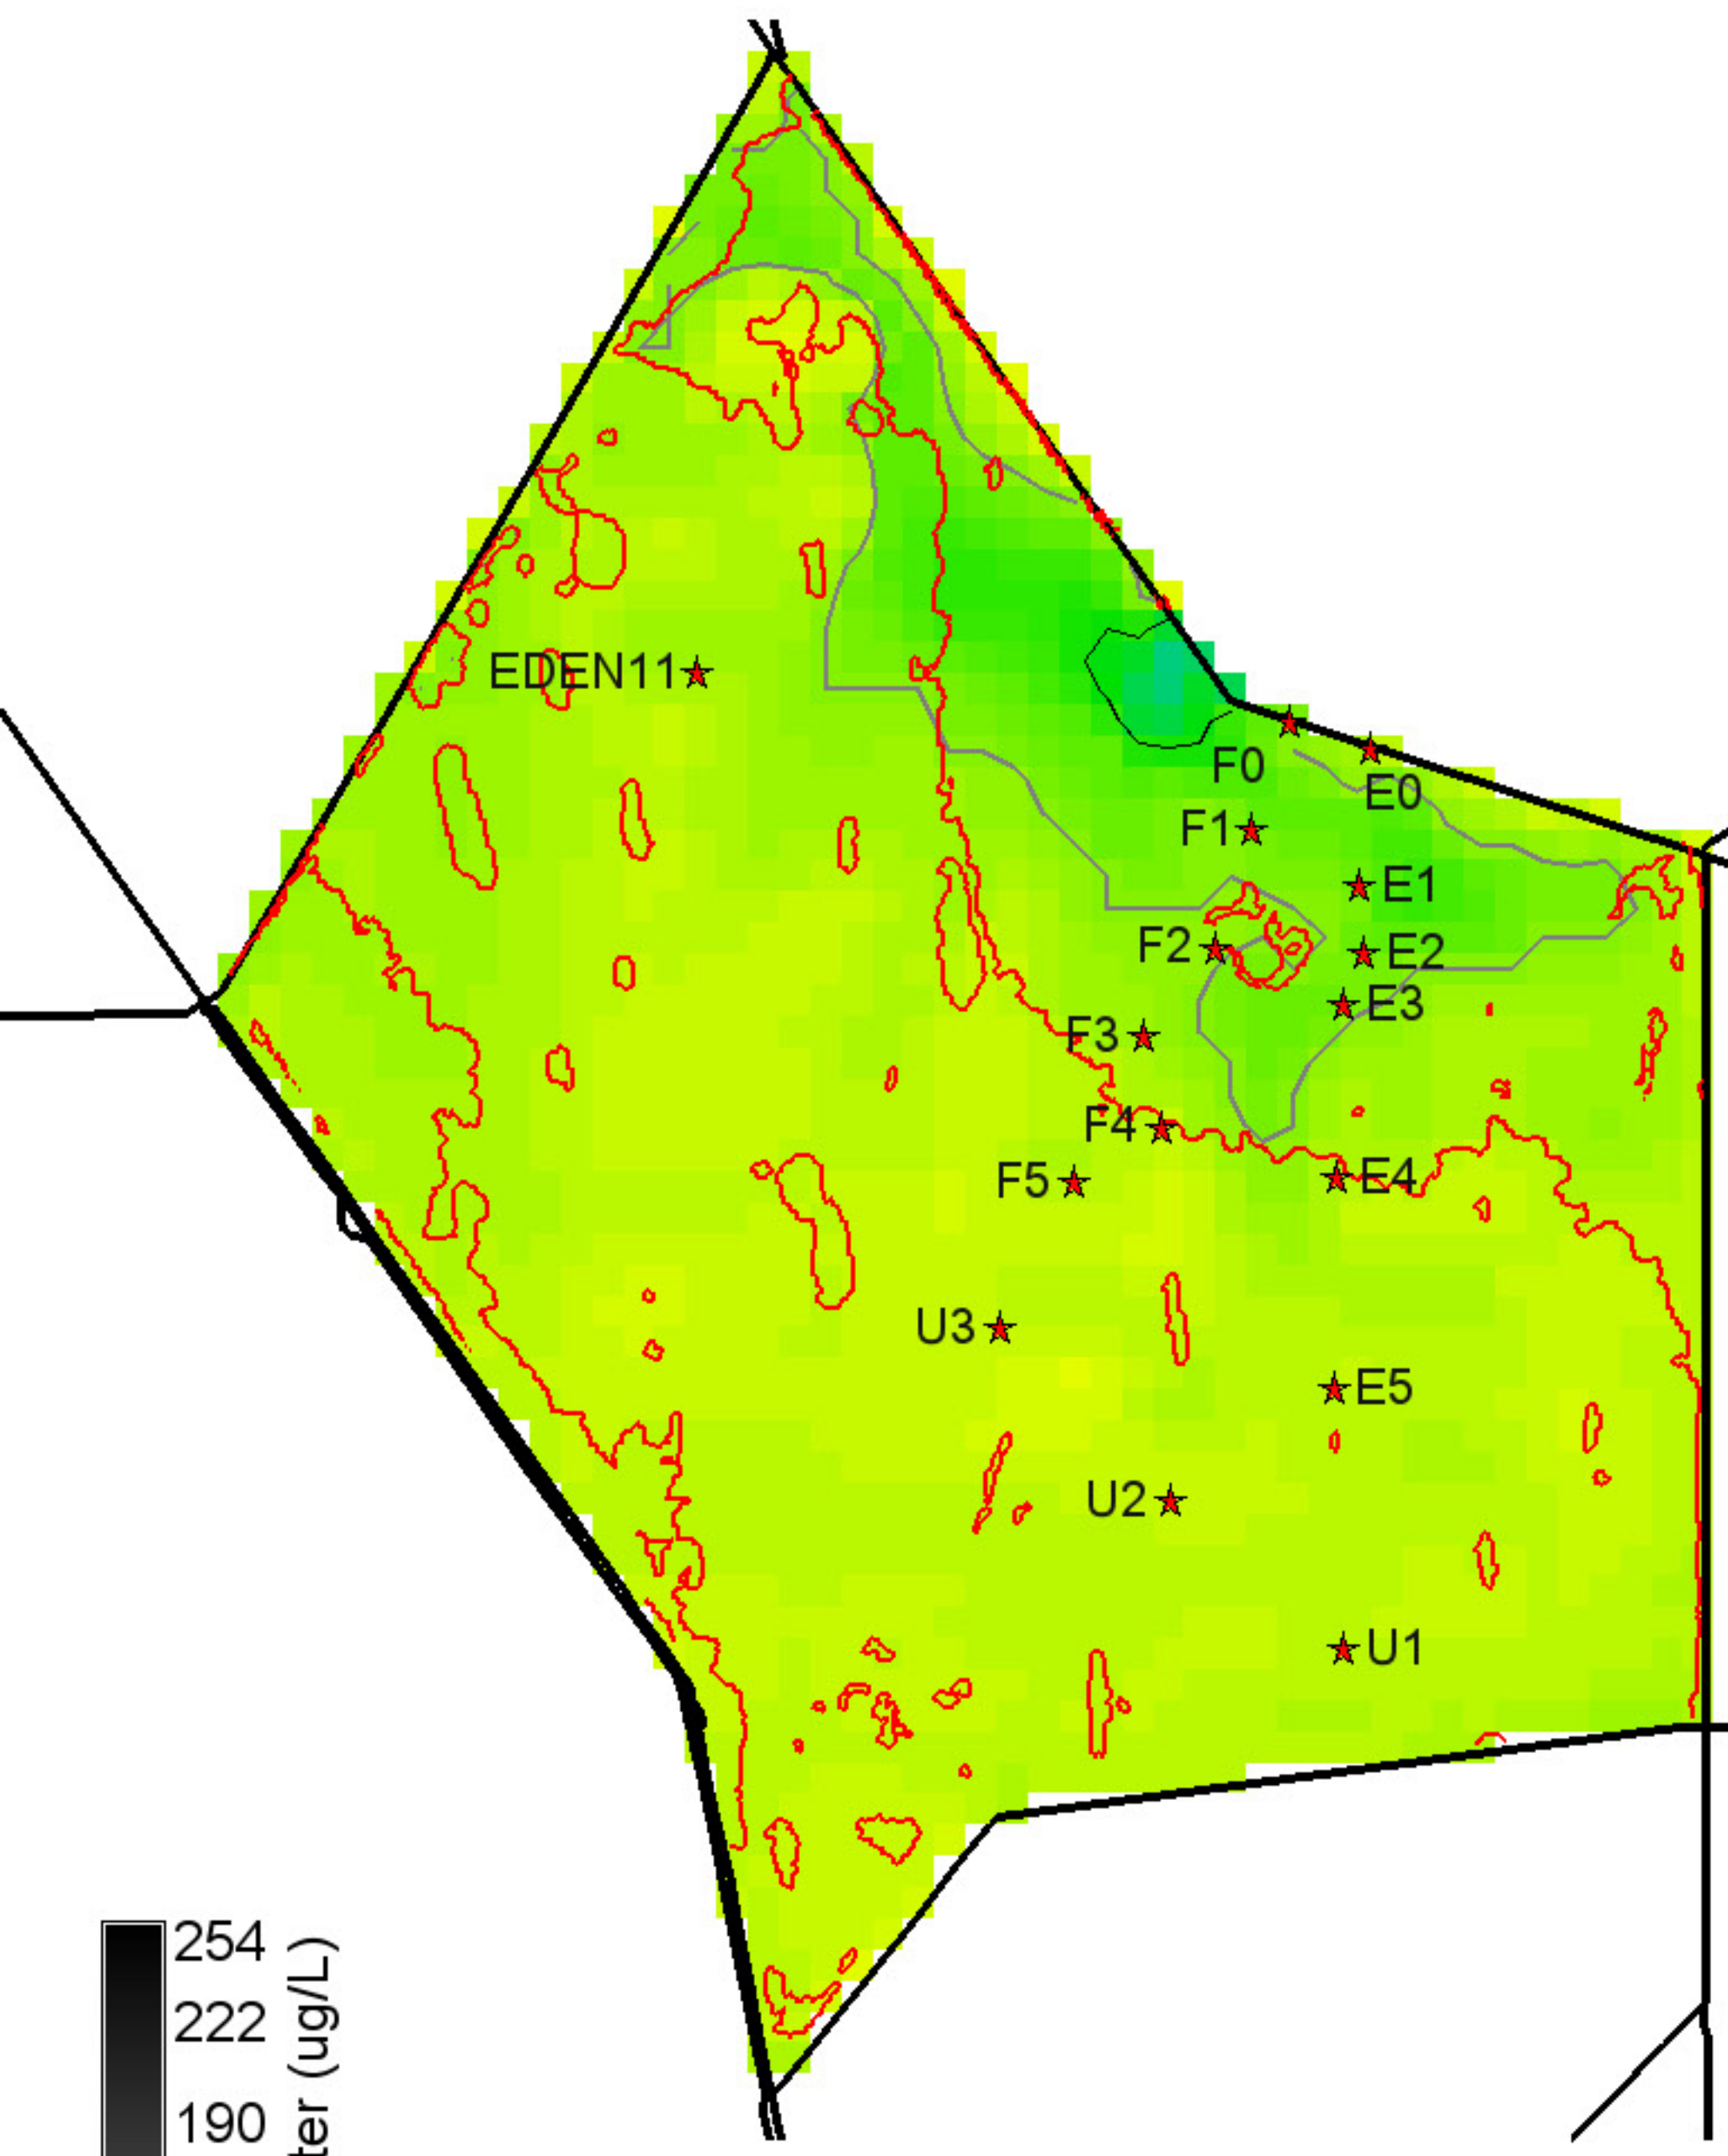 EDEN11
F0
E0
F1
E1
F2
E2
E3
F3
F4
E4
F5
U3
E5
U2
U1
254
222
190
ter (ug/L)